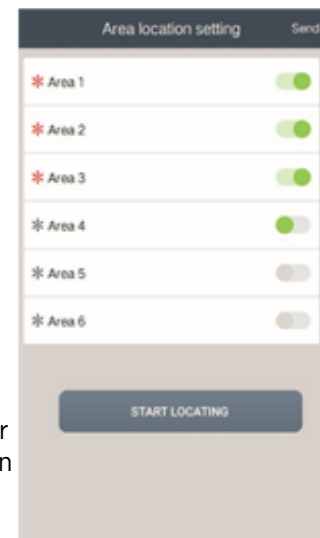 Area location setting Send
* Area 1
* Area 2
* Area 3
* Area 4
* Area 5
* Area 6
START LOCATING
r
n